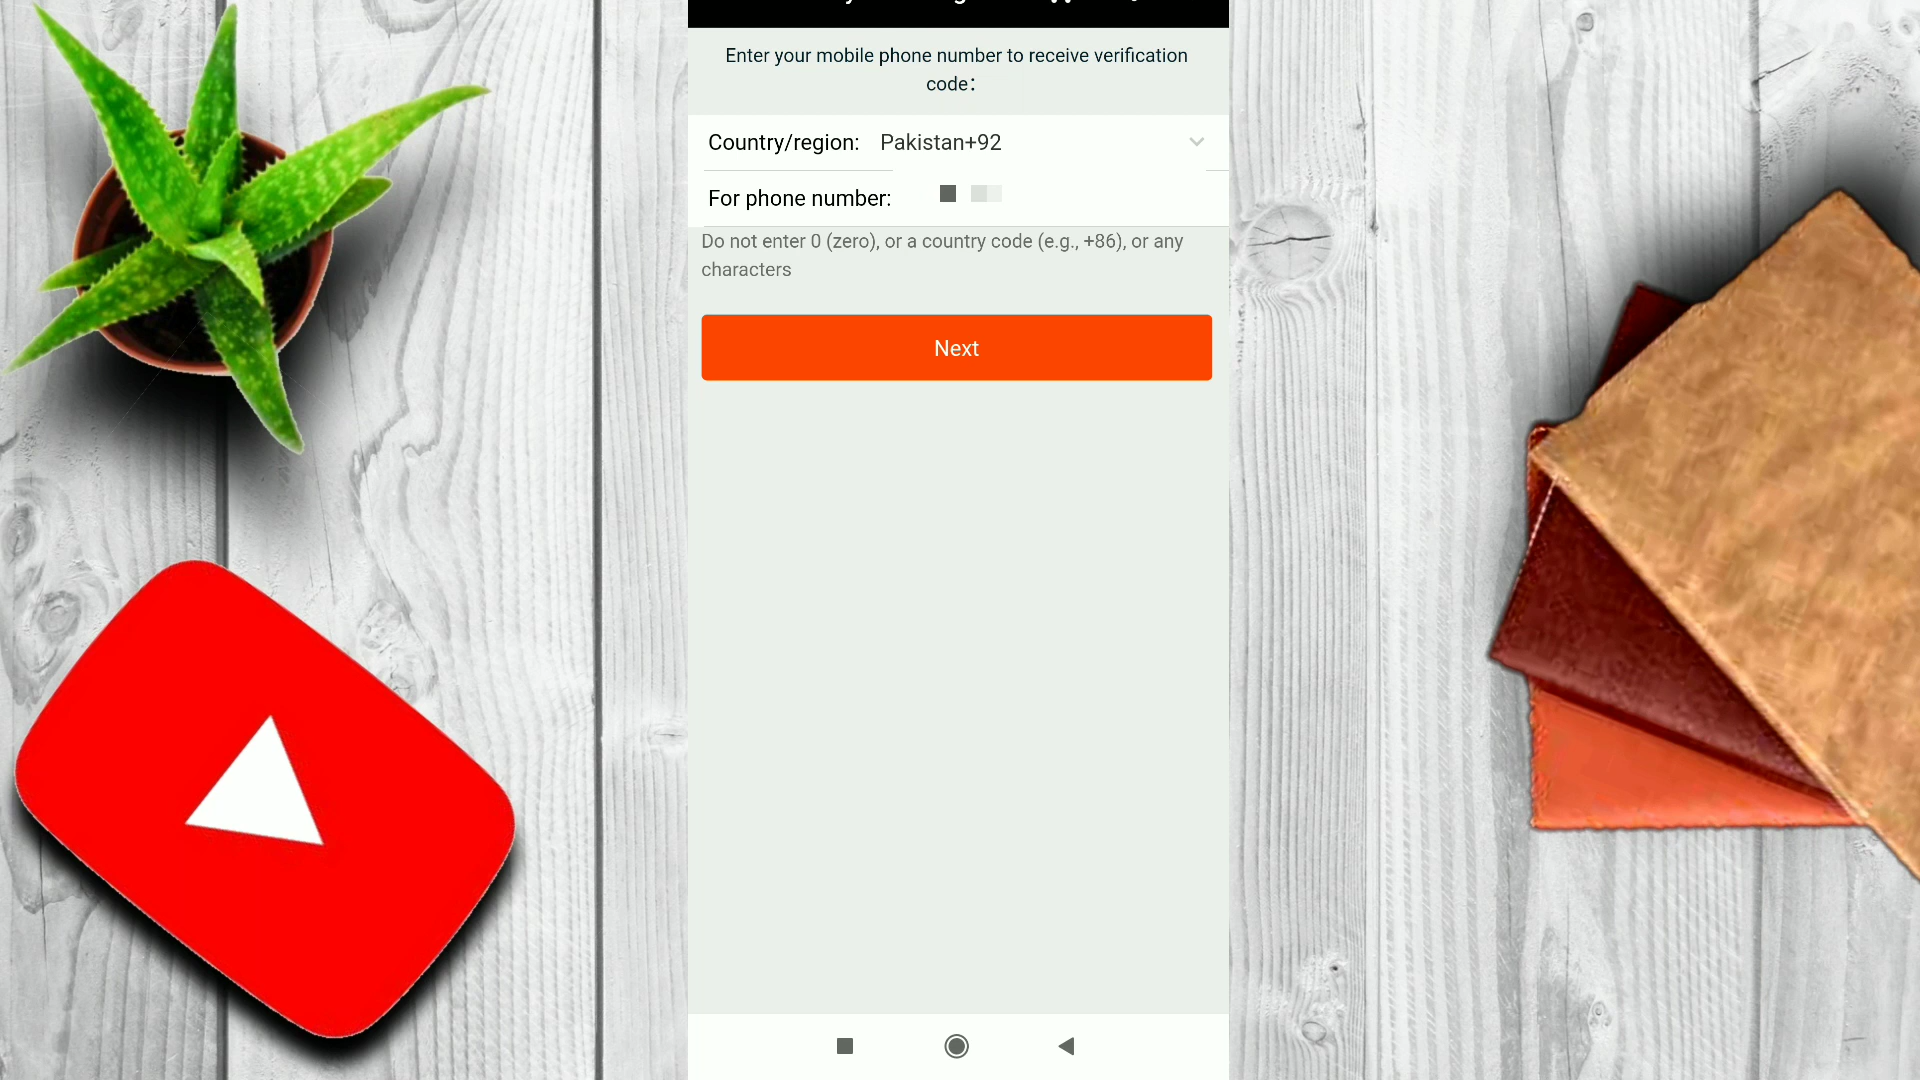 Enter your mobile phone number to receive verification
code:
Country/region: Pakistan+92
For phone number:
Do not enter 0 (zero), or a country code (e.g., +86), or any
characters
Next